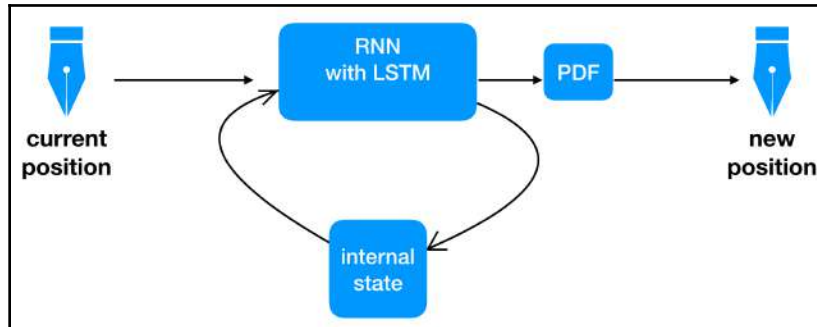 RNN
with LSTM
PDF
current
position
new
position
internal
state